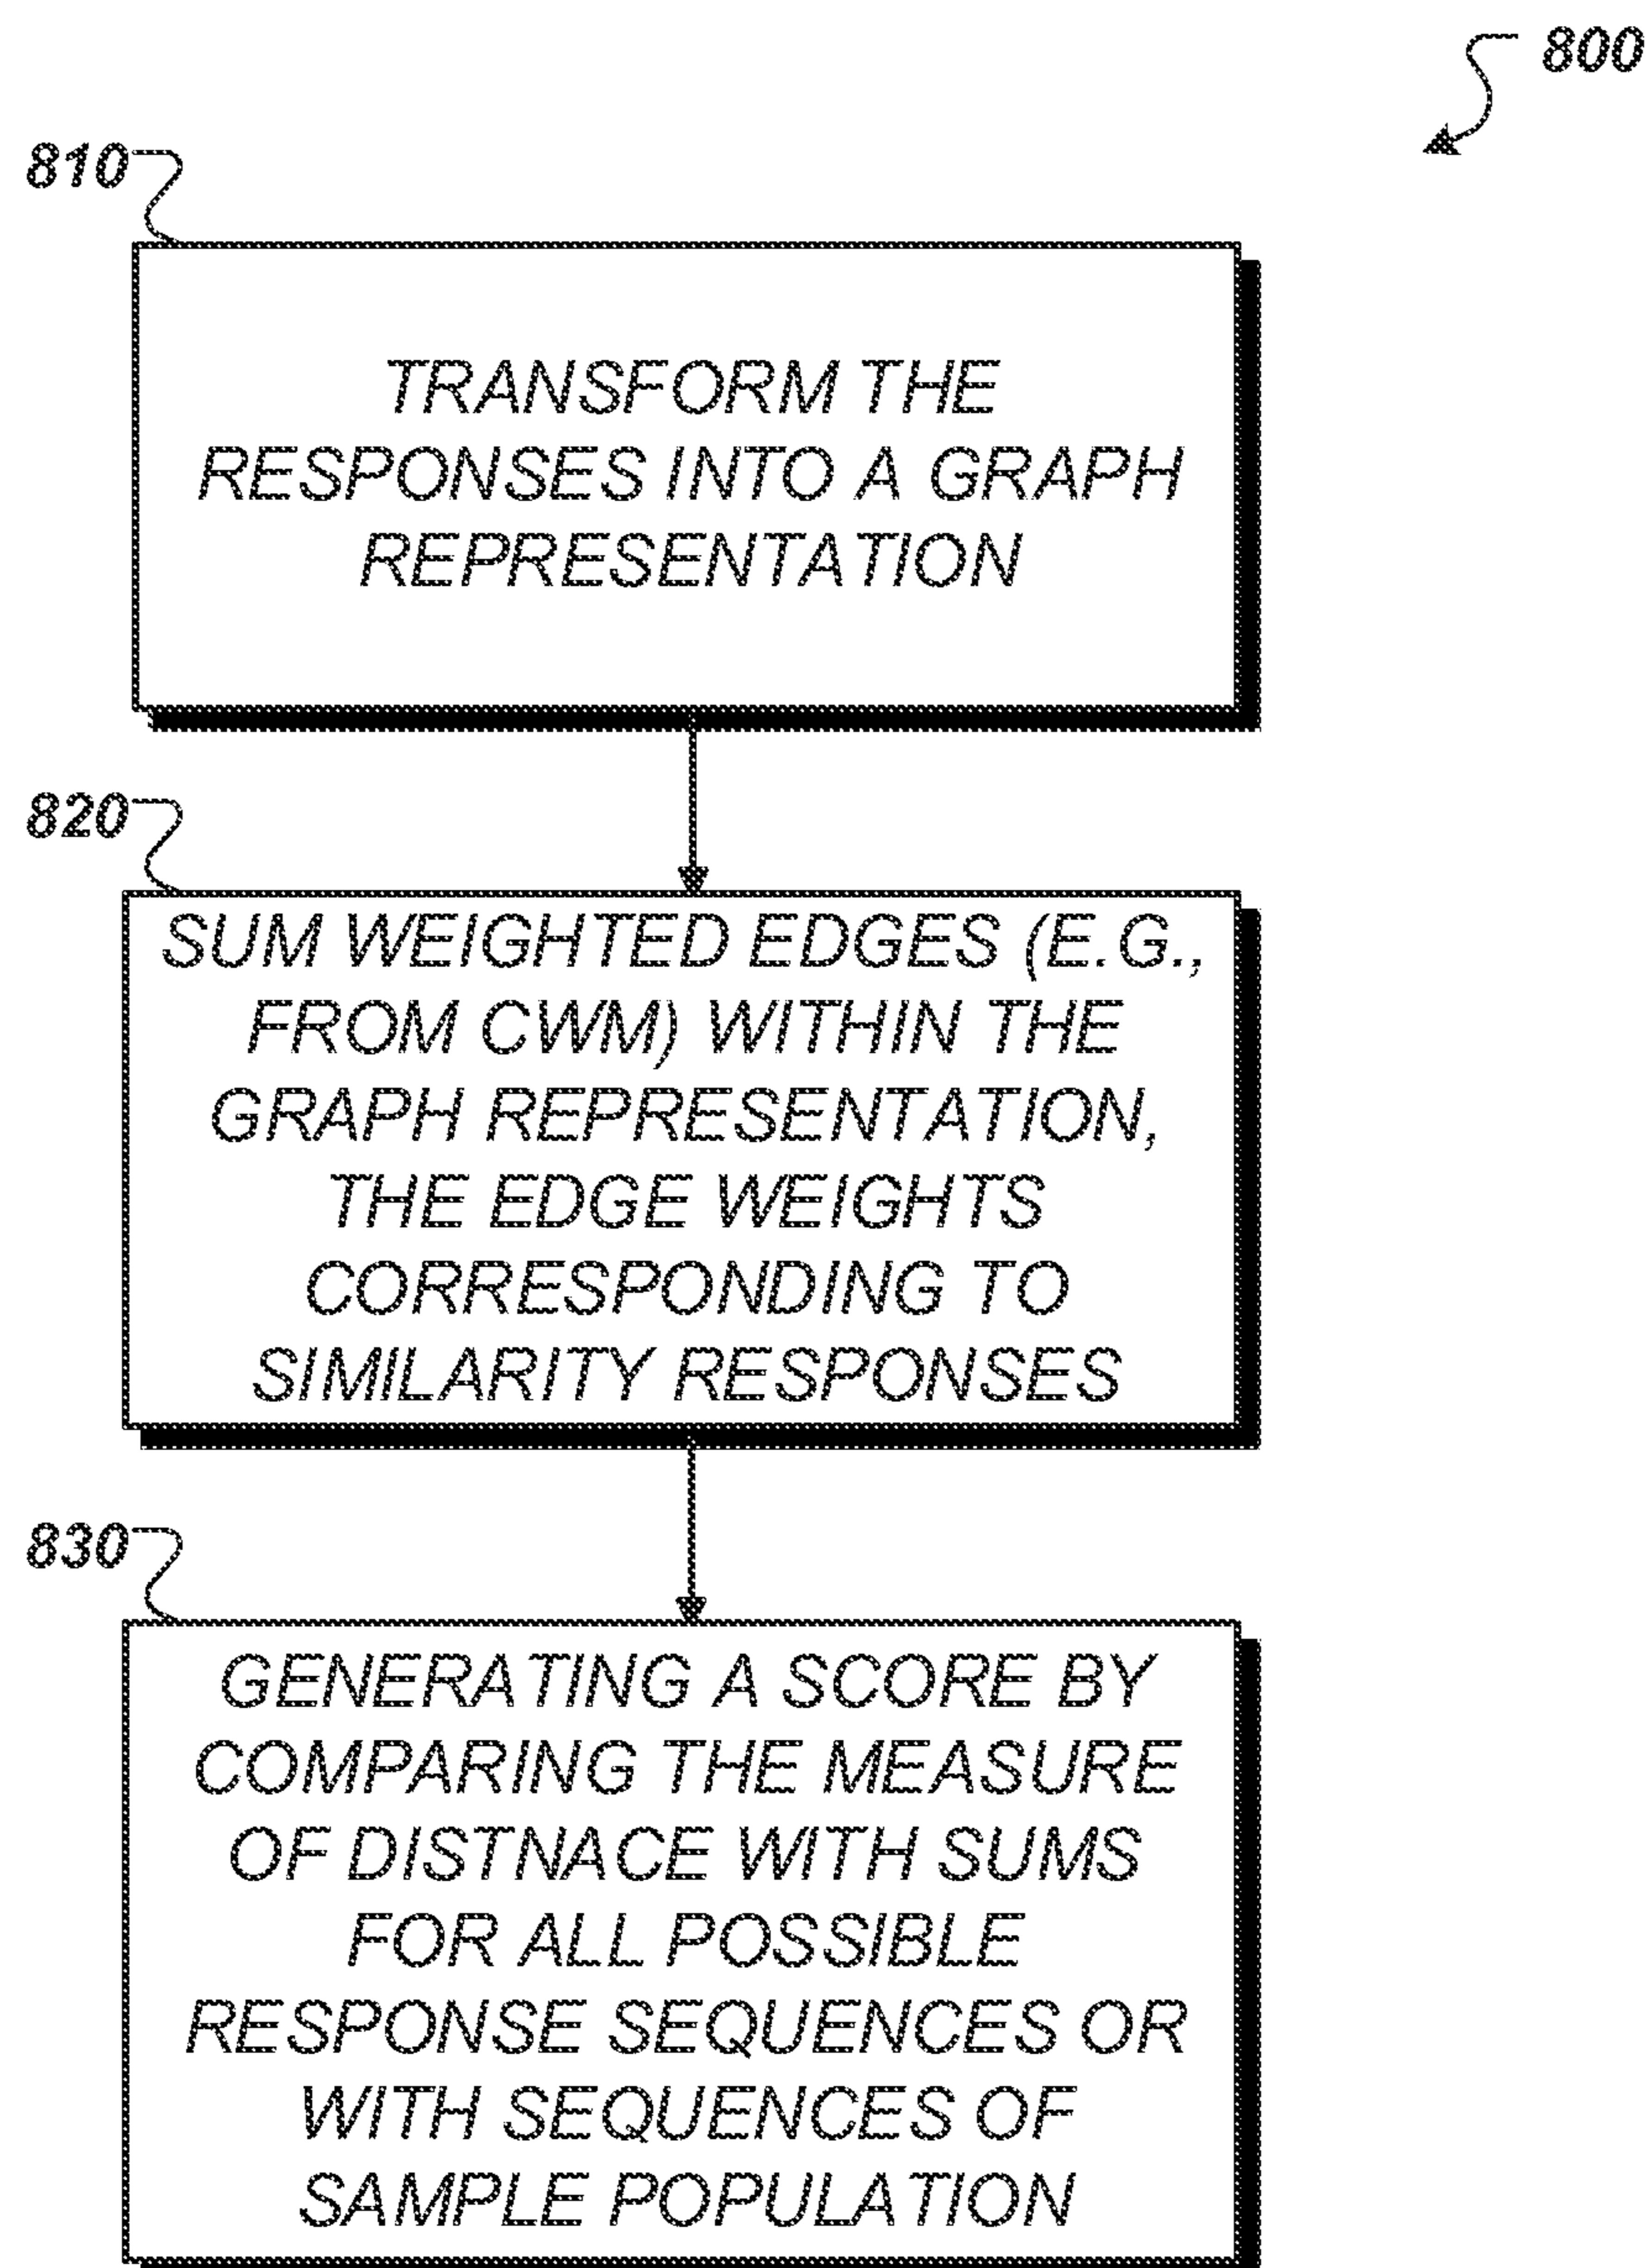 800
810
TRANSFORM THE
RESPONSES INTO A GRAPH
REPRESENTATION
820
SUM WEIGHTED EDGES (E.G.,
FROM CWM) WITHIN THE
GRAPH REPRESENTATION,
THE EDGE WEIGHTS
CORRESPONDING TO
SIMILARITY RESPONSES
830
GENERATING A SCORE BY
COMPARING THE MEASURE
OF DISTNACE WITH SUMS
FOR ALL POSSIBLE
RESPONSE SEQUENCES OR
WITH SEQUENCES OF
SAMPLE POPULATION